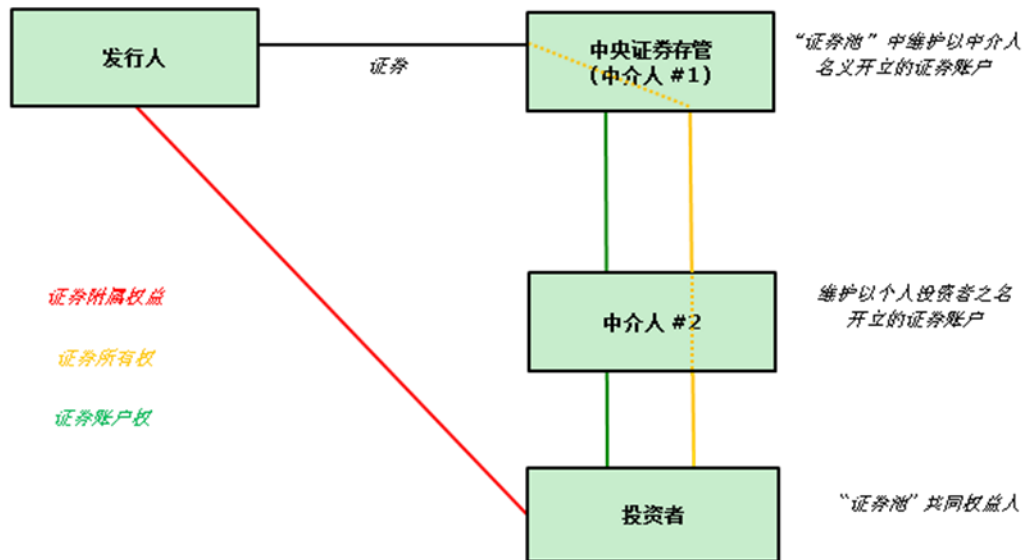 发行人
证券
中央证券存管
(中介人 #1)
“证券池”中维护以中介人
名义开立的证券账户
证券附属权益
证券所有权
证券账户权
中介人 #2
维护以个人投资者之名
开立的证券账户
投资者
“证券池”共同权益人